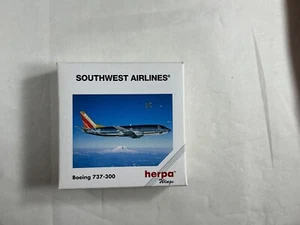 SOUTHWEST AIRLINES®
Boeing 737-300
herpa
Wings